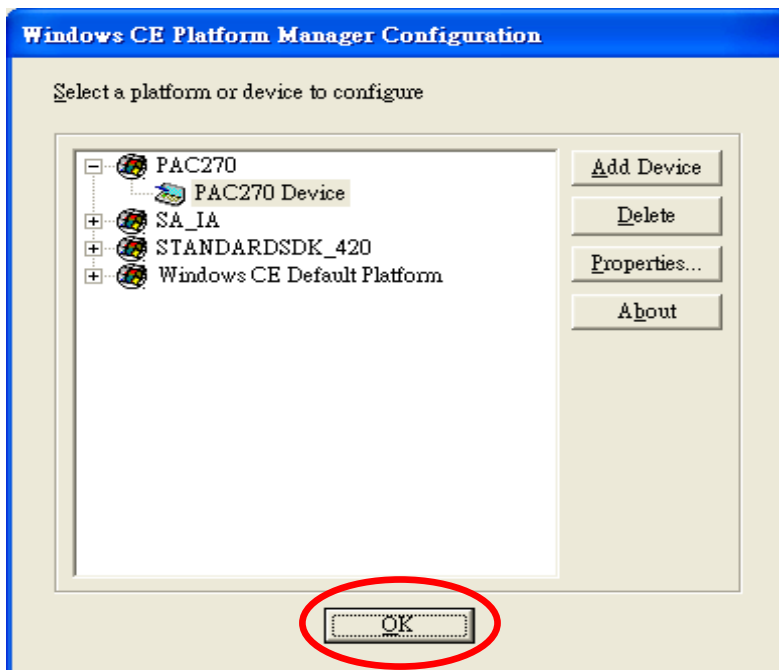 Windows CE Platform Manager Configuration
Select a platform or device to configure
PAC270
PAC270 Device
SA_IA
STANDARDSDK_420
Windows CE Default Platform
Add Device
Delete
Properties...
About
OK